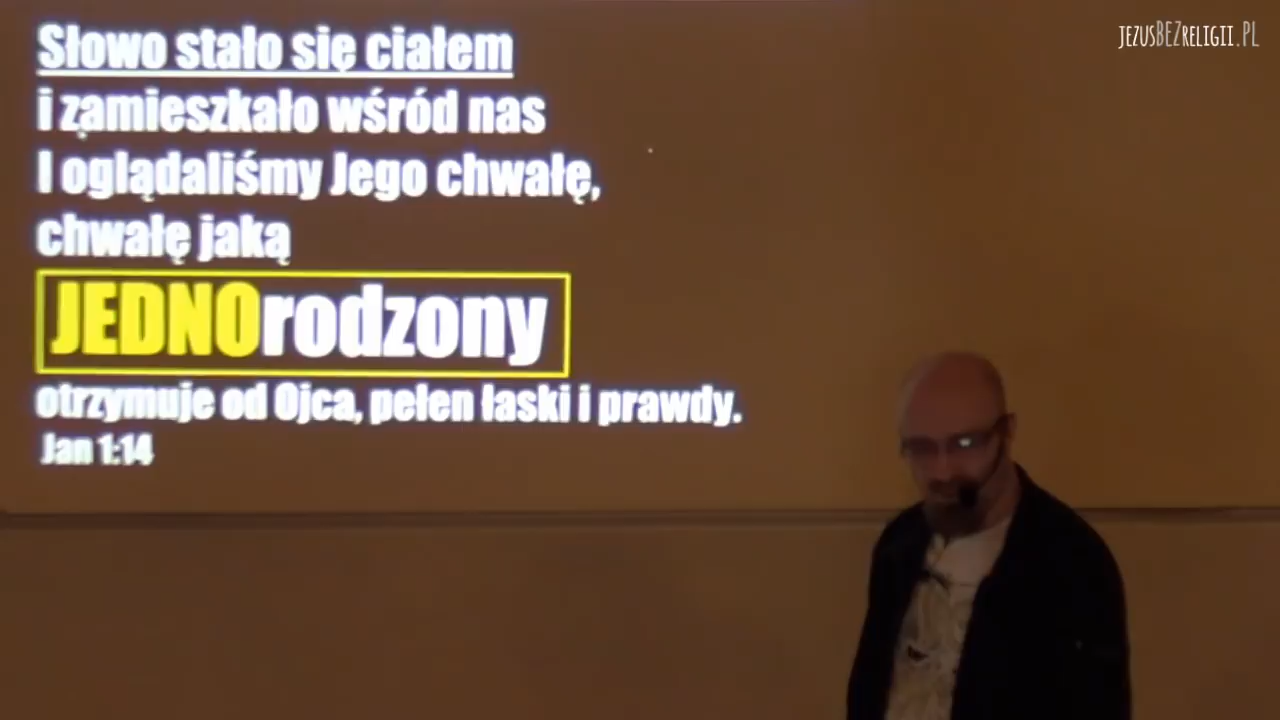 Słowo stało się ciałem
i zamieszkało wśród nas
I oglądaliśmy Jego chwałę,
chwałę jaką
JEDNOrodzony
otrzymuje od Ojca, pełen łaski i prawdy.
Jan 1:14
JEZUSBEZRELIGII.PL